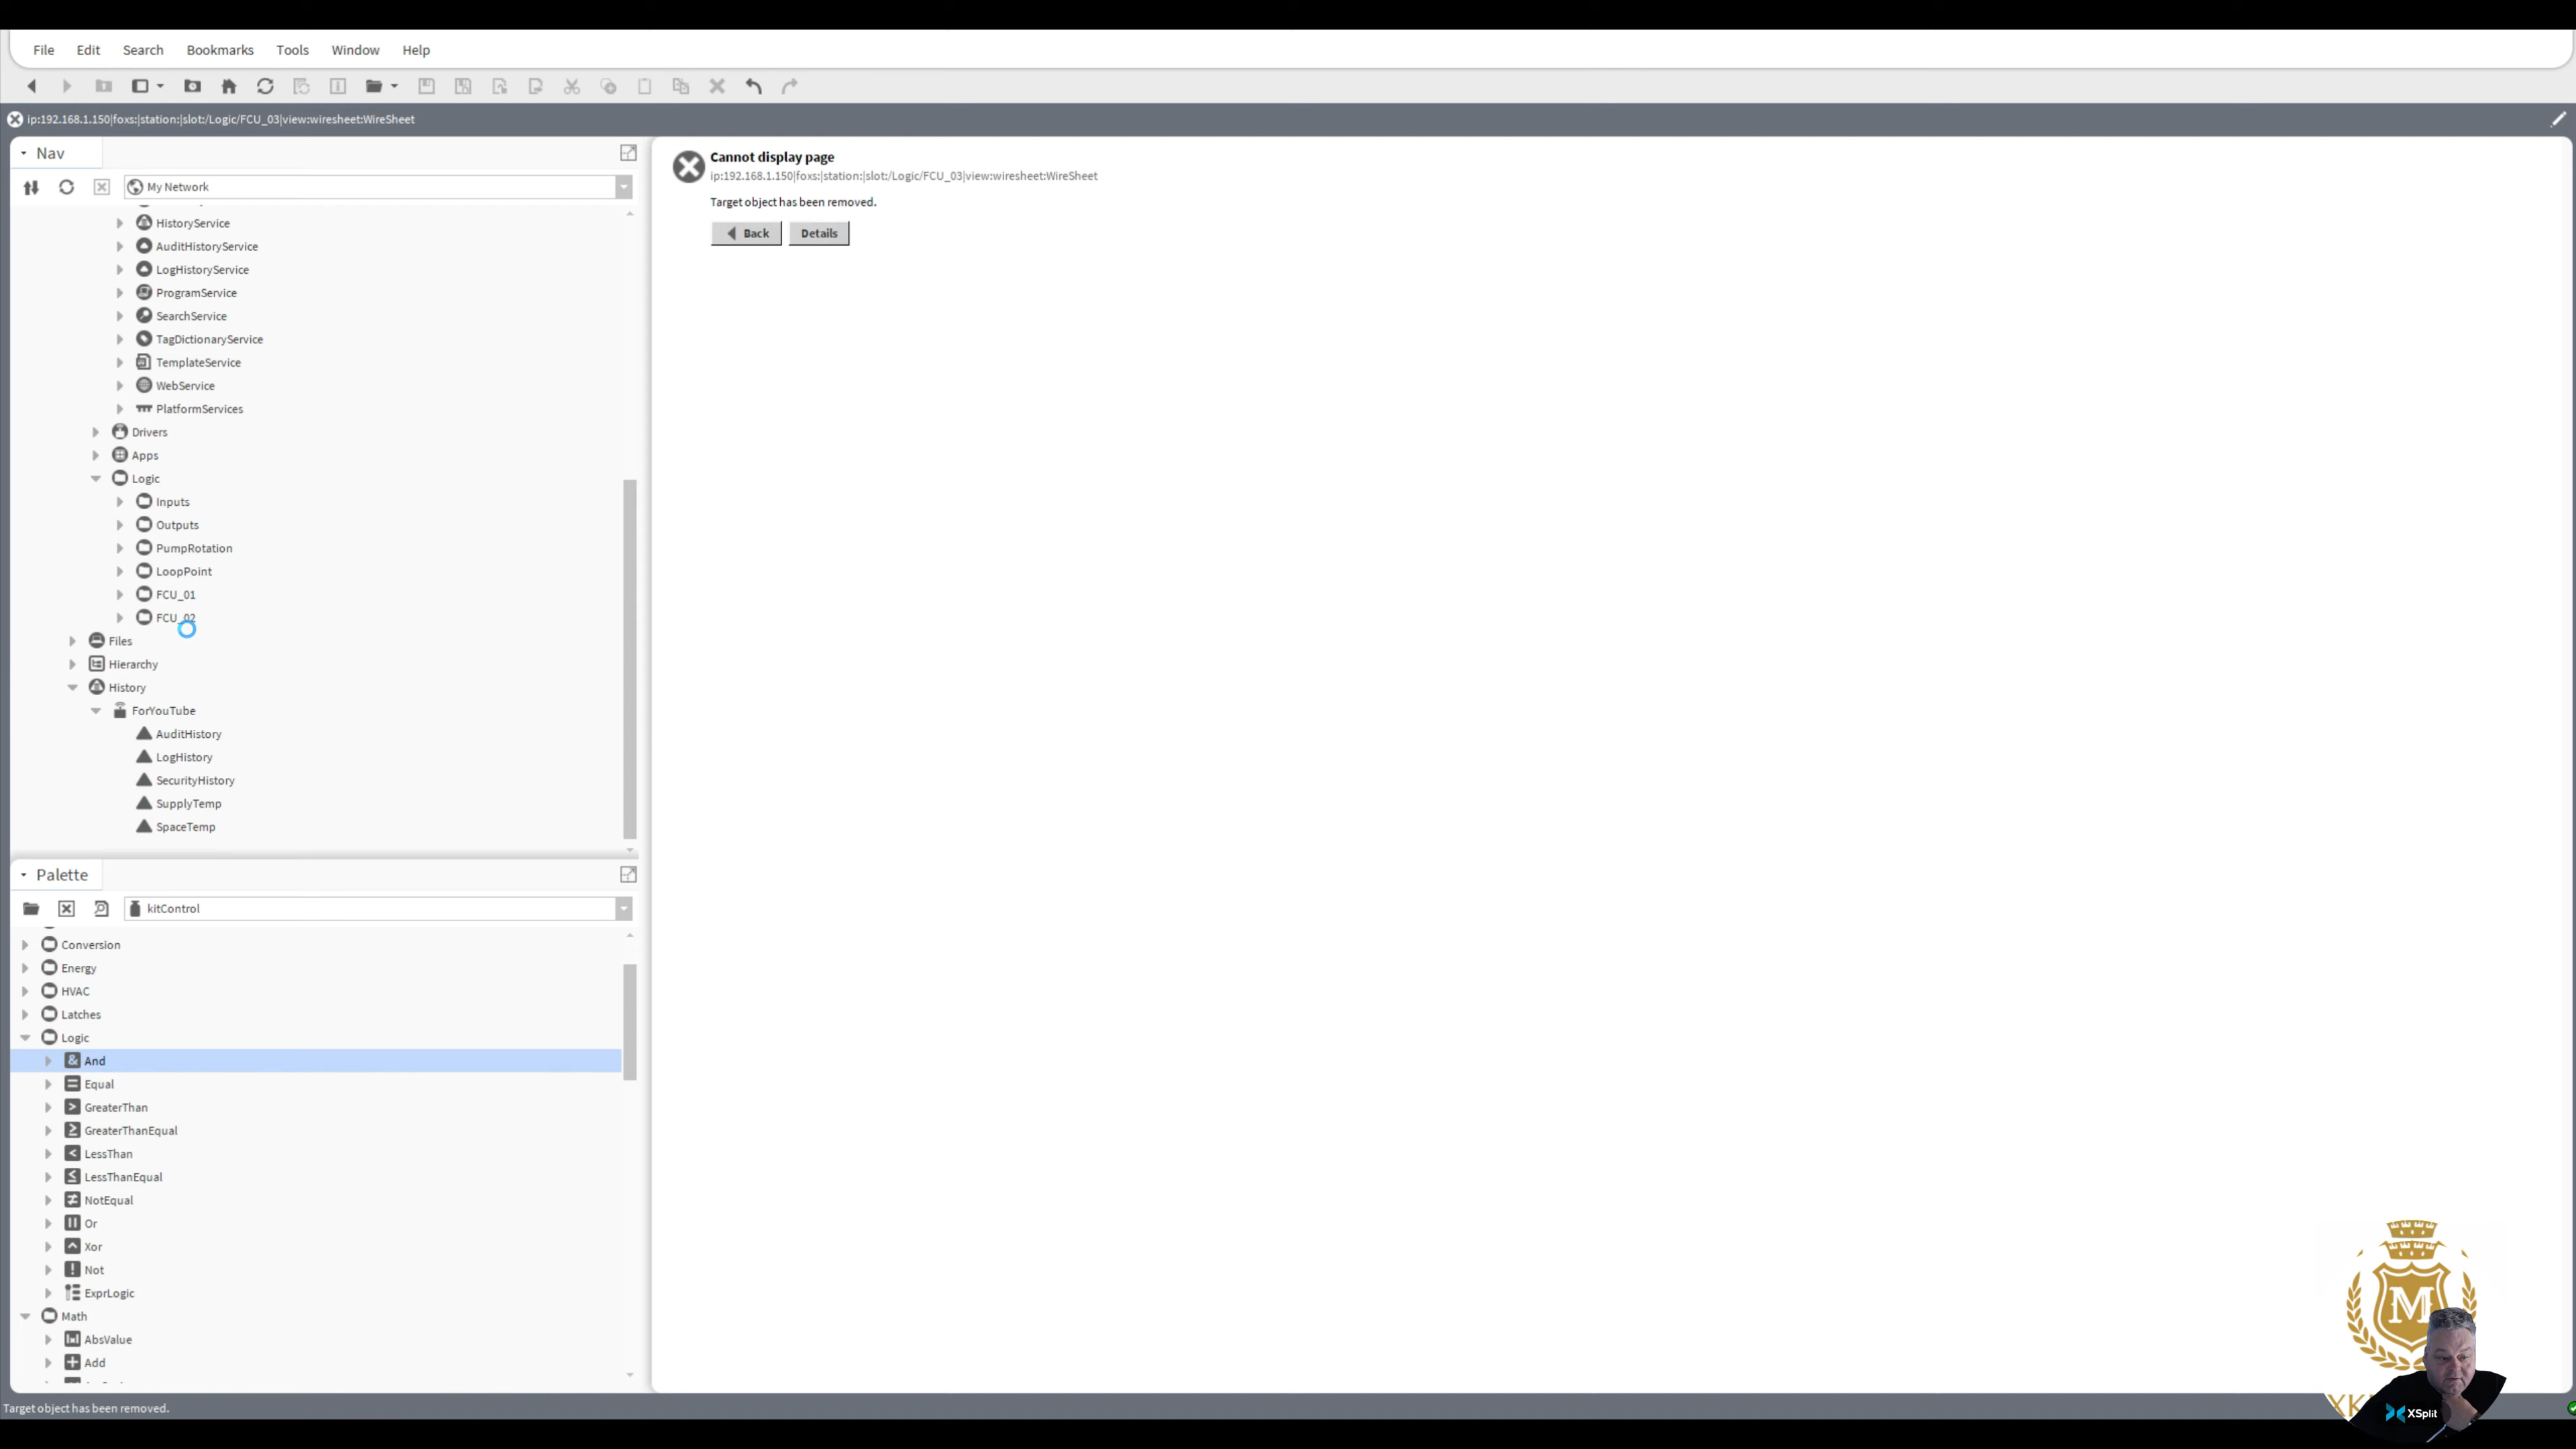 File Edit Search Bookmarks Tools Window Help
ip:192.168.1.150|foxs:|station:|slot:/Logic/FCU_03|view:wiresheet:WireSheet
Nav
My Network
HistoryService
AuditHistoryService
LogHistoryService
ProgramService
SearchService
TagDictionaryService
TemplateService
WebService
PlatformServices
Drivers
Apps
Logic
Inputs
Outputs
PumpRotation
LoopPoint
FCU_01
FCU_02
Files
Hierarchy
History
ForYouTube
AuditHistory
LogHistory
SecurityHistory
SupplyTemp
SpaceTemp
Palette
kitControl
Conversion
Energy
HVAC
Latches
Logic
And
Equal
GreaterThan
GreaterThanEqual
LessThan
LessThanEqual
NotEqual
Or
Xor
Not
ExprLogic
Math
AbsValue
Add
Target object has been removed.
Cannot display page
ip:192.168.1.150|foxs:|station:|slot:/Logic/FCU_03|view:wiresheet:WireSheet
Target object has been removed.
Back Details
M
XSplit